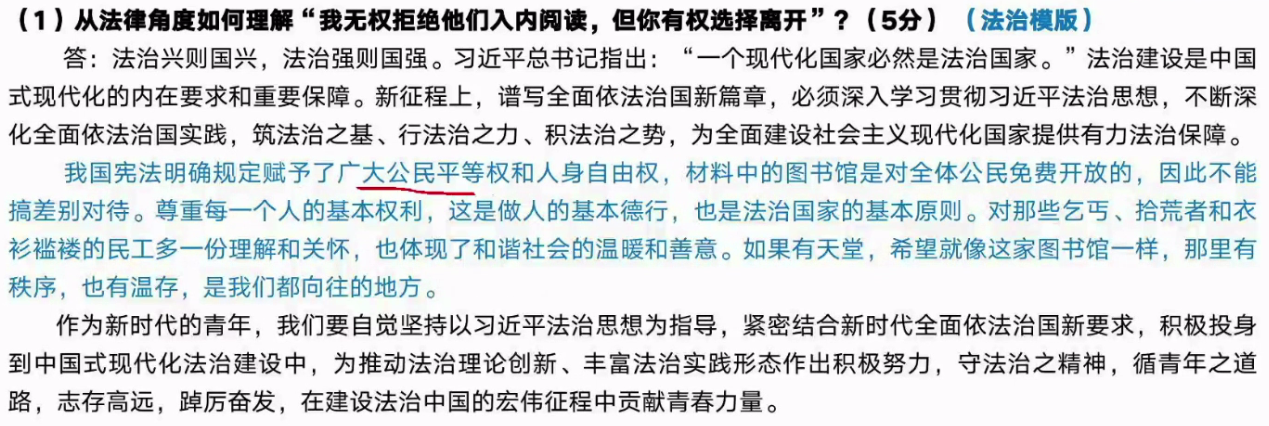 （1）从法律角度如何理解“我无权拒绝他们入内阅读，但你有权选择离开”？（5分）（法治模版）
答：法治兴则国兴，法治强则国强。习近平总书记指出：“一个现代化国家必然是法治国家。”法治建设是中国
式现代化的内在要求和重要保障。新征程上，谱写全面依法治国新篇章，必须深入学习贯彻习近平法治思想，不断深
化全面依法治国实践，筑法治之基、行法治之力、积法治之势，为全面建设社会主义现代化国家提供有力法治保障。
我国宪法明确规定赋予了广大公民平等权和人身自由权，材料中的图书馆是对全体公民免费开放的，因此不能
搞差别对待。尊重每一个人的基本权利，这是做人的基本德行，也是法治国家的基本原则。对那些乞丐、拾荒者和衣
衫褴褛的民工多一份理解和关怀，也体现了和谐社会的温暖和善意。如果有天堂，希望就像这家图书馆一样，那里有
秩序，也有温存，是我们都向往的地方。
作为新时代的青年，我们要自觉坚持以习近平法治思想为指导，紧密结合新时代全面依法治国新要求，积极投身
到中国式现代化法治建设中，为推动法治理论创新、丰富法治实践形态作出积极努力，守法治之精神，循青年之道
路，志存高远，踔厉奋发，在建设法治中国的宏伟征程中贡献青春力量。